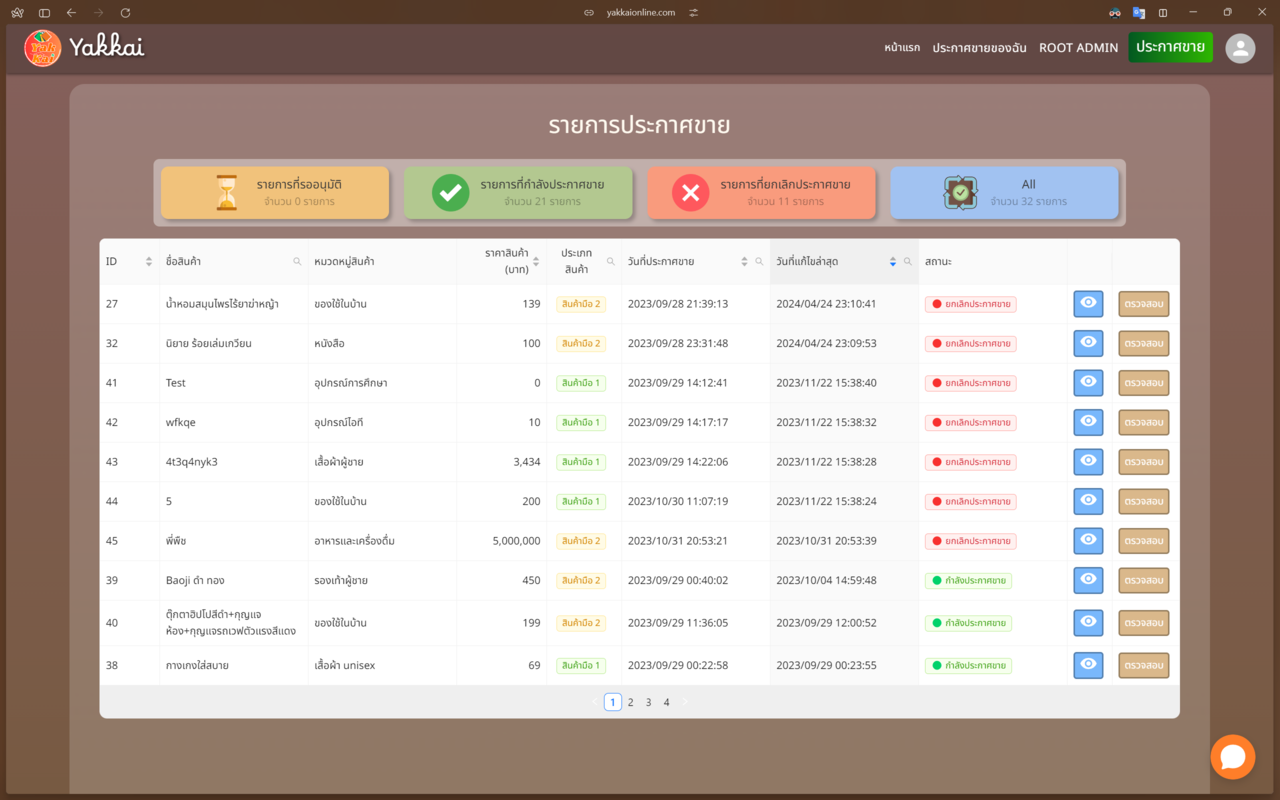 yakkaionline.com
Yak
Kai
Yakkai
หน้าแรก
ประกาศขายของฉัน
ROOT ADMIN
ประกาศขาย
รายการประกาศขาย
รายการที่รออนุมัติ
จำนวน 0 รายการ
รายการที่กำลังประกาศขาย
จำนวน 21 รายการ
รายการที่ยกเลิกประกาศขาย
จำนวน 11 รายการ
All
จำนวน 32 รายการ
ID
ชื่อสินค้า
หมวดหมู่สินค้า
ราคาสินค้า
(บาท)
ประเภท
สินค้า
วันที่ประกาศขาย
วันที่แก้ไขล่าสุด
สถานะ
27 น้ำหอมสมุนไพรไร้ยาฆ่าหญ้า ของใช้ในบ้าน 139 สินค้ามือ 2 2023/09/28 21:39:13 2024/04/24 23:10:41 ยกเลิกประกาศขาย ตรวจสอบ
32 นิยาย ร้อยเล่มเกวียน หนังสือ 100 สินค้ามือ 2 2023/09/28 23:31:48 2024/04/24 23:09:53 ยกเลิกประกาศขาย ตรวจสอบ
41 Test อุปกรณ์การศึกษา 0 สินค้ามือ 1 2023/09/29 14:12:41 2023/11/22 15:38:40 ยกเลิกประกาศขาย ตรวจสอบ
42 wfkqe อุปกรณ์ไอที 10 สินค้ามือ 1 2023/09/29 14:17:17 2023/11/22 15:38:32 ยกเลิกประกาศขาย ตรวจสอบ
43 4t3q4nyk3 เสื้อผ้าผู้ชาย 3,434 สินค้ามือ 1 2023/09/29 14:22:06 2023/11/22 15:38:28 ยกเลิกประกาศขาย ตรวจสอบ
44 5 ของใช้ในบ้าน 200 สินค้ามือ 1 2023/10/30 11:07:19 2023/11/22 15:38:24 ยกเลิกประกาศขาย ตรวจสอบ
45 พี่พีช อาหารและเครื่องดื่ม 5,000,000 สินค้ามือ 2 2023/10/31 20:53:21 2023/10/31 20:53:39 ยกเลิกประกาศขาย ตรวจสอบ
39 Baoji ดำ ทอง รองเท้าผู้ชาย 450 สินค้ามือ 2 2023/09/29 00:40:02 2023/10/04 14:59:48 กำลังประกาศขาย ตรวจสอบ
40 ตุ๊กตาฮิปโปสีดำ+กุญแจ
ห้อง+กุญแจรถเวฟตัวแรงสีแดง ของใช้ในบ้าน 199 สินค้ามือ 2 2023/09/29 11:36:05 2023/09/29 12:00:52 กำลังประกาศขาย ตรวจสอบ
38 กางเกงใส่สบาย เสื้อผ้า unisex 69 สินค้ามือ 1 2023/09/29 00:22:58 2023/09/29 00:23:55 กำลังประกาศขาย ตรวจสอบ
1 2 3 4